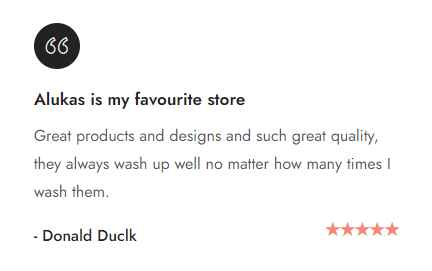 Alukas is my favourite store
Great products and designs and such great quality,
they always wash up well no matter how many times I
wash them.
- Donald Duclk